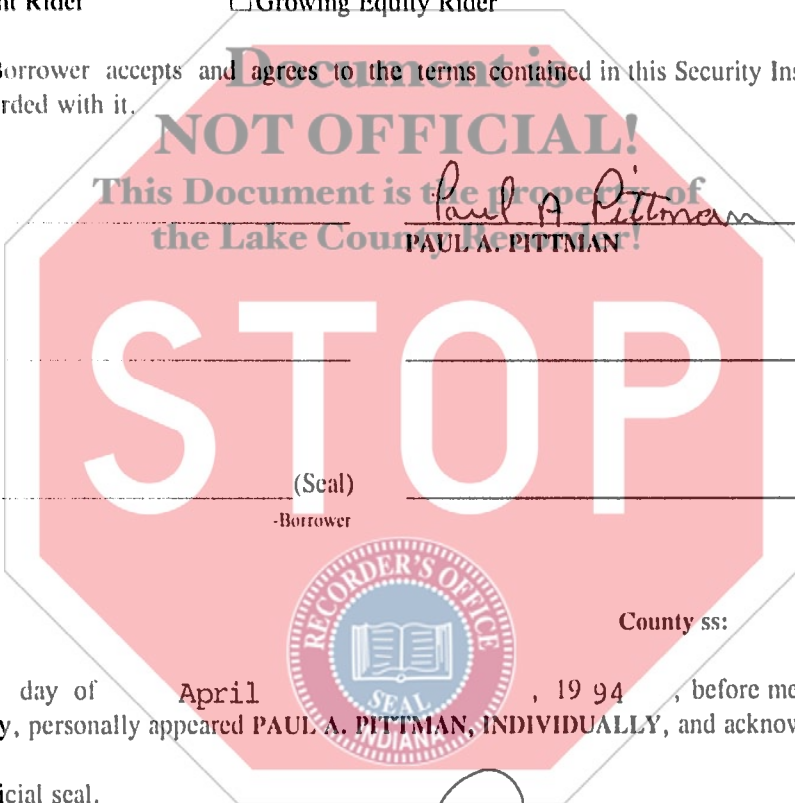 nt Rider ☐Growing Equity Rider
Borrower accepts and agrees to the terms contained in this Security Ins
rded with it.
Document is
NOT OFFICIAL!
This Document is the property of
the Lake County Recorder!
Paul A Pittman
PAUL A. PITTMAN
STOP
(Seal)
-Borrower
RECORDER'S OFFICE
SEAL
INDIANA
County ss:
day of April , 19 94 , before me
y, personally appeared PAUL A. PITTMAN, INDIVIDUALLY, and acknow
icial seal.